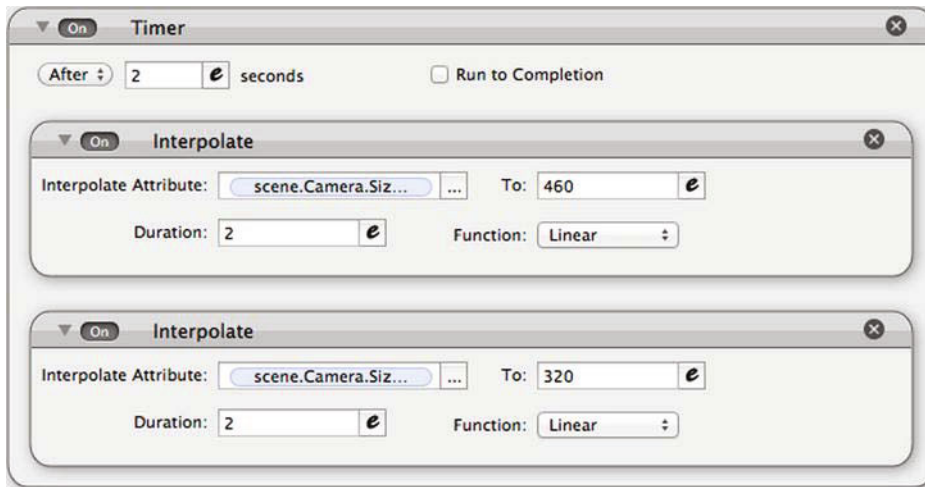 On Timer
After 2 e seconds Run to Completion
On Interpolate
Interpolate Attribute: scene.Camera.Siz... ... To: 460 e
Duration: 2 e Function: Linear
On Interpolate
Interpolate Attribute: scene.Camera.Siz... ... To: 320 e
Duration: 2 e Function: Linear